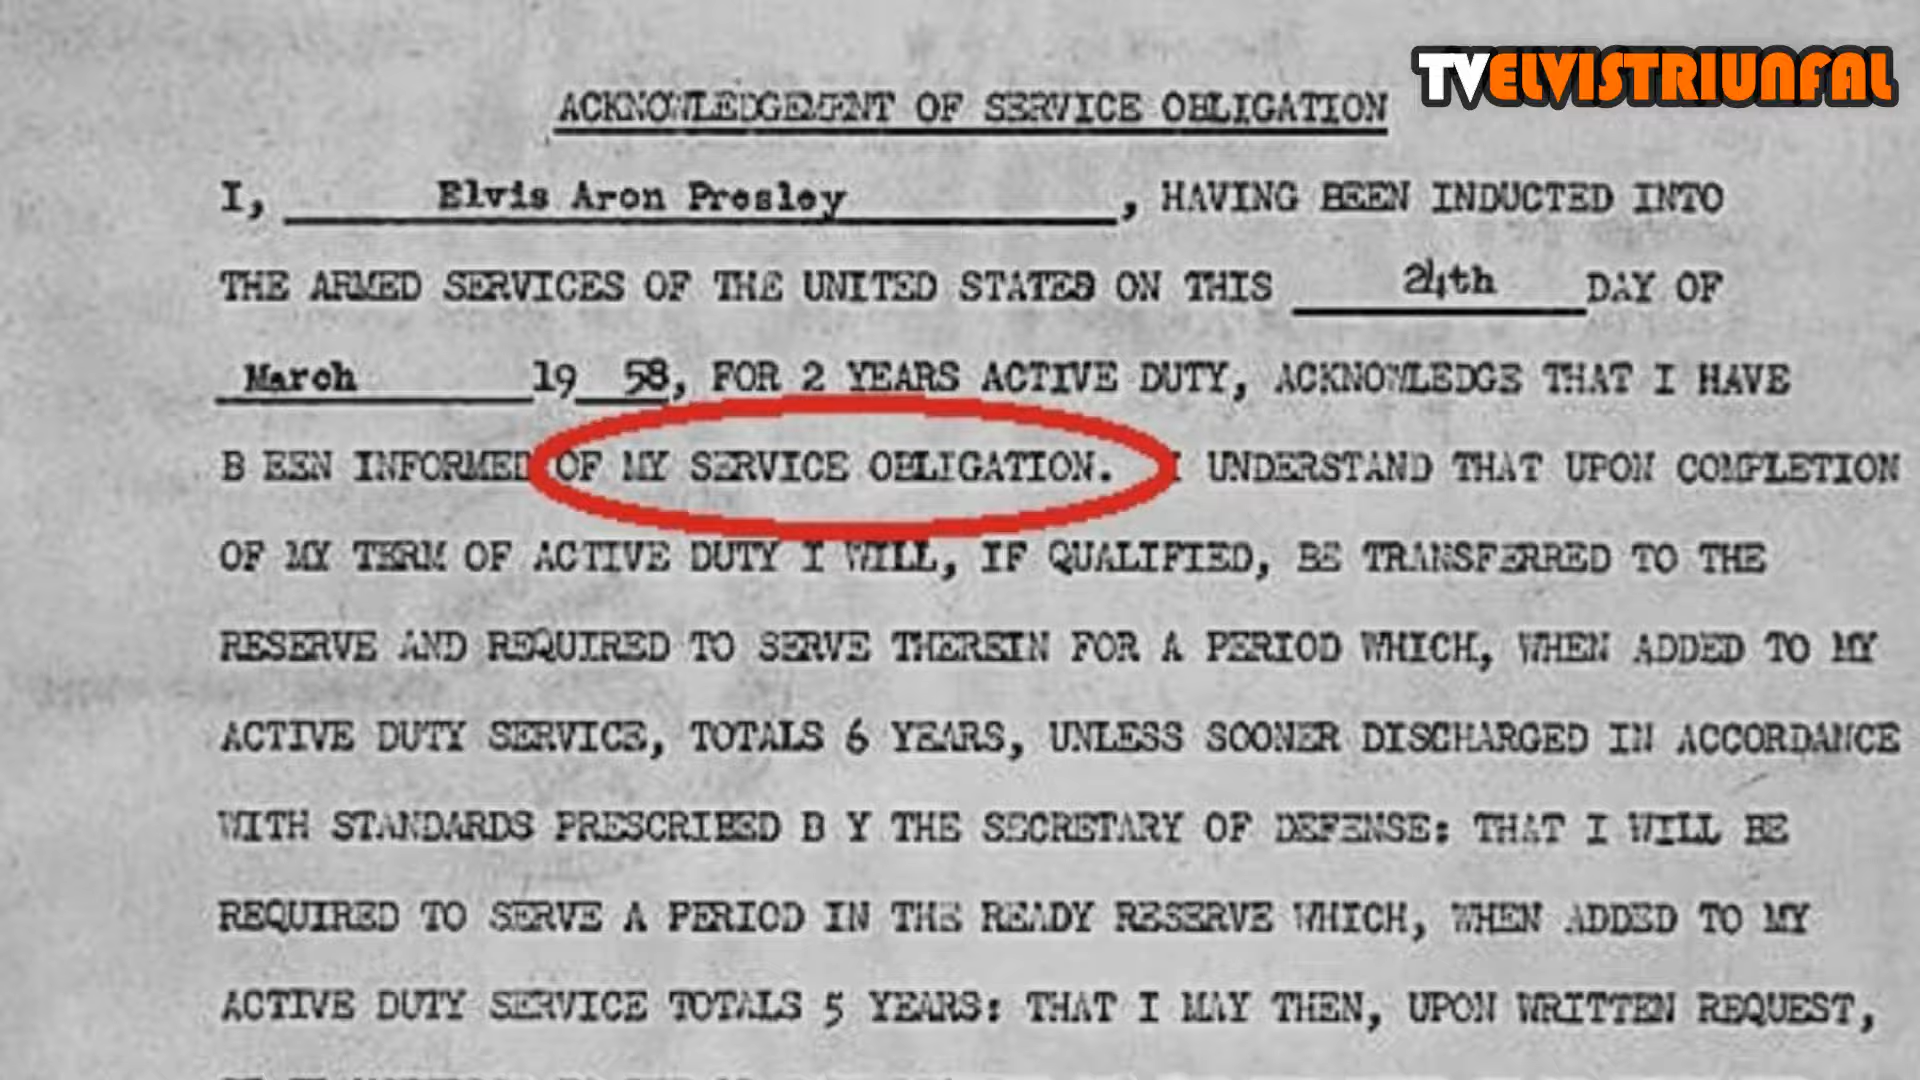 TVELVISTRIUNFAL
ACKNOWLEDGEMENT OF SERVICE OBLIGATION
I, Elvis Aron Presley, HAVING BEEN INDUCTED INTO
THE ARMED SERVICES OF THE UNITED STATES ON THIS 24th DAY OF
March 19 58, FOR 2 YEARS ACTIVE DUTY, ACKNOWLEDGE THAT I HAVE
B EEN INFORMED OF MY SERVICE OBLIGATION. I UNDERSTAND THAT UPON COMPLETION
OF MY TERM OF ACTIVE DUTY I WILL, IF QUALIFIED, BE TRANSFERRED TO THE
RESERVE AND REQUIRED TO SERVE THEREIN FOR A PERIOD WHICH, WHEN ADDED TO MY
ACTIVE DUTY SERVICE, TOTALS 6 YEARS, UNLESS SOONER DISCHARGED IN ACCORDANCE
WITH STANDARDS PRESCRIBED B Y THE SECRETARY OF DEFENSE: THAT I WILL BE
REQUIRED TO SERVE A PERIOD IN THE READY RESERVE WHICH, WHEN ADDED TO MY
ACTIVE DUTY SERVICE TOTALS 5 YEARS: THAT I MAY THEN, UPON WRITTEN REQUEST,